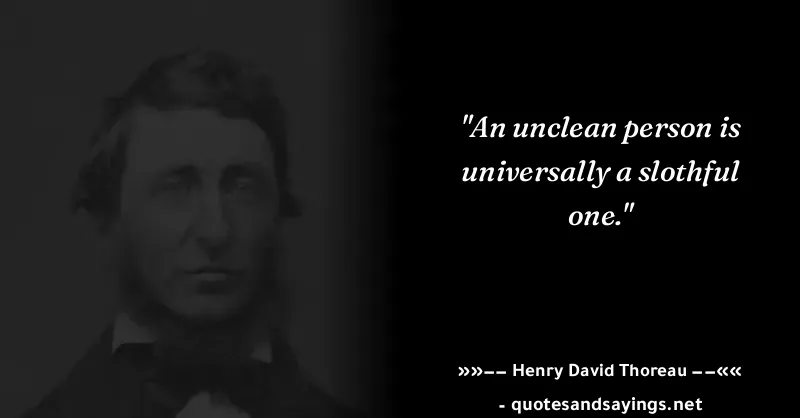 "An unclean person is
universally a slothful
one."
»»–– Henry David Thoreau ––««
- quotesandsayings.net